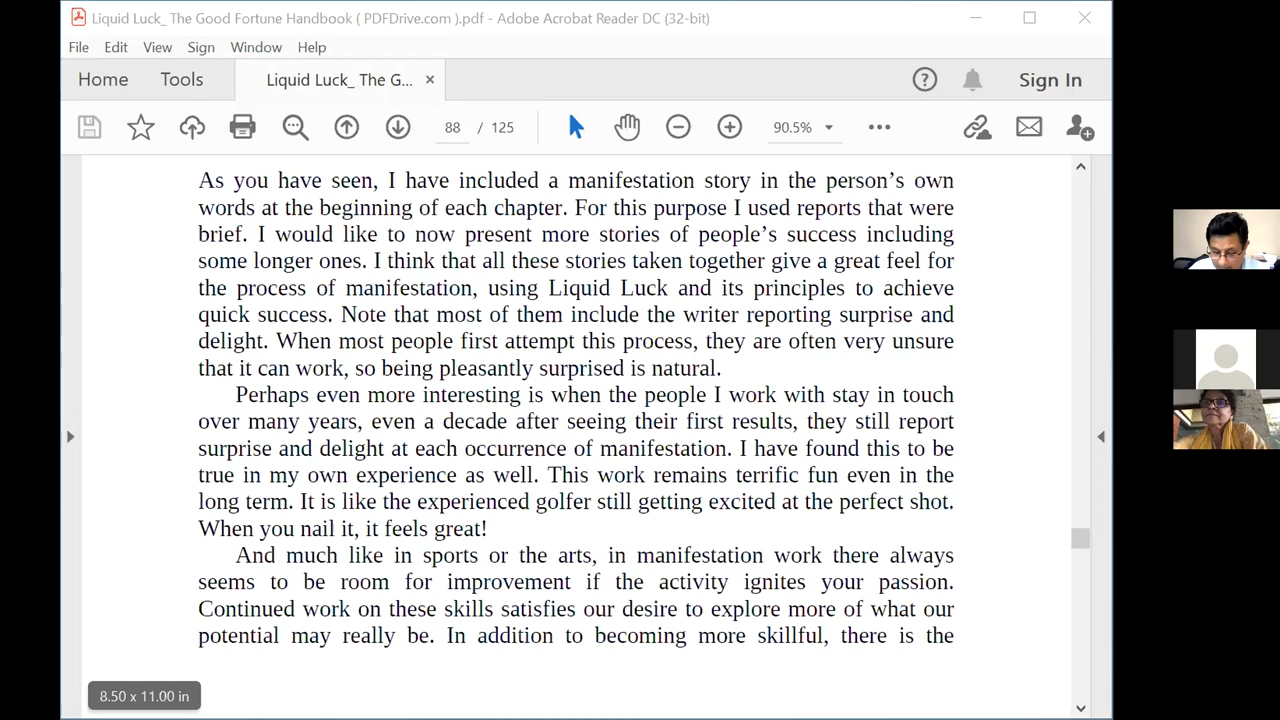 Liquid Luck_ The Good Fortune Handbook ( PDFDrive.com ).pdf - Adobe Acrobat Reader DC (32-bit)
File Edit View Sign Window Help
Home Tools Liquid Luck_ The G... × Sign In
88 / 125 90.5%
As you have seen, I have included a manifestation story in the person’s own
words at the beginning of each chapter. For this purpose I used reports that were
brief. I would like to now present more stories of people’s success including
some longer ones. I think that all these stories taken together give a great feel for
the process of manifestation, using Liquid Luck and its principles to achieve
quick success. Note that most of them include the writer reporting surprise and
delight. When most people first attempt this process, they are often very unsure
that it can work, so being pleasantly surprised is natural.
Perhaps even more interesting is when the people I work with stay in touch
over many years, even a decade after seeing their first results, they still report
surprise and delight at each occurrence of manifestation. I have found this to be
true in my own experience as well. This work remains terrific fun even in the
long term. It is like the experienced golfer still getting excited at the perfect shot.
When you nail it, it feels great!
And much like in sports or the arts, in manifestation work there always
seems to be room for improvement if the activity ignites your passion.
Continued work on these skills satisfies our desire to explore more of what our
potential may really be. In addition to becoming more skillful, there is the
8.50 x 11.00 in